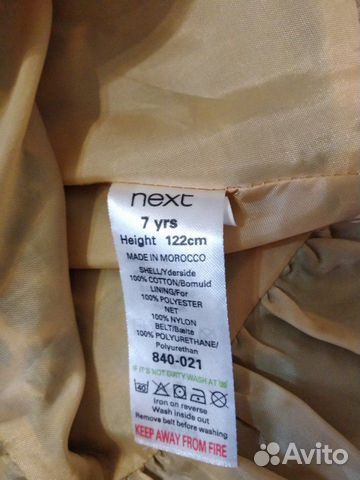 next
7 yrs
Height 122cm
MADE IN MOROCCO
SHELL/Yderside
100% COTTON/Bomuld
LINING/For
100% POLYESTER
NET
100% NYLON
BELT/Bælte
100% POLYURETHANE/
Polyurethan
840-021
IF IT'S NOT DIRTY WASH AT
40
Iron on reverse
Wash inside out
Remove belt before washing
KEEP AWAY FROM FIRE
Avito